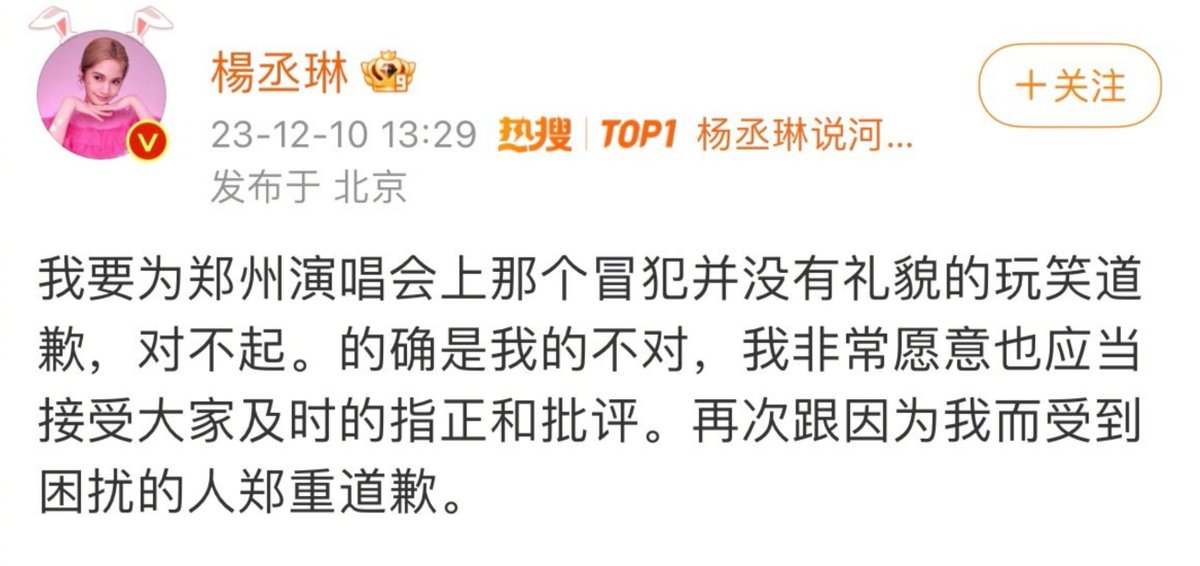 楊丞琳
9
V
23-12-10 13:29 热搜 TOP1 杨丞琳说河...
发布于 北京
+关注
我要为郑州演唱会上那个冒犯并没有礼貌的玩笑道
歉，对不起。的确是我的不对，我非常愿意也应当
接受大家及时的指正和批评。再次跟因为我而受到
困扰的人郑重道歉。